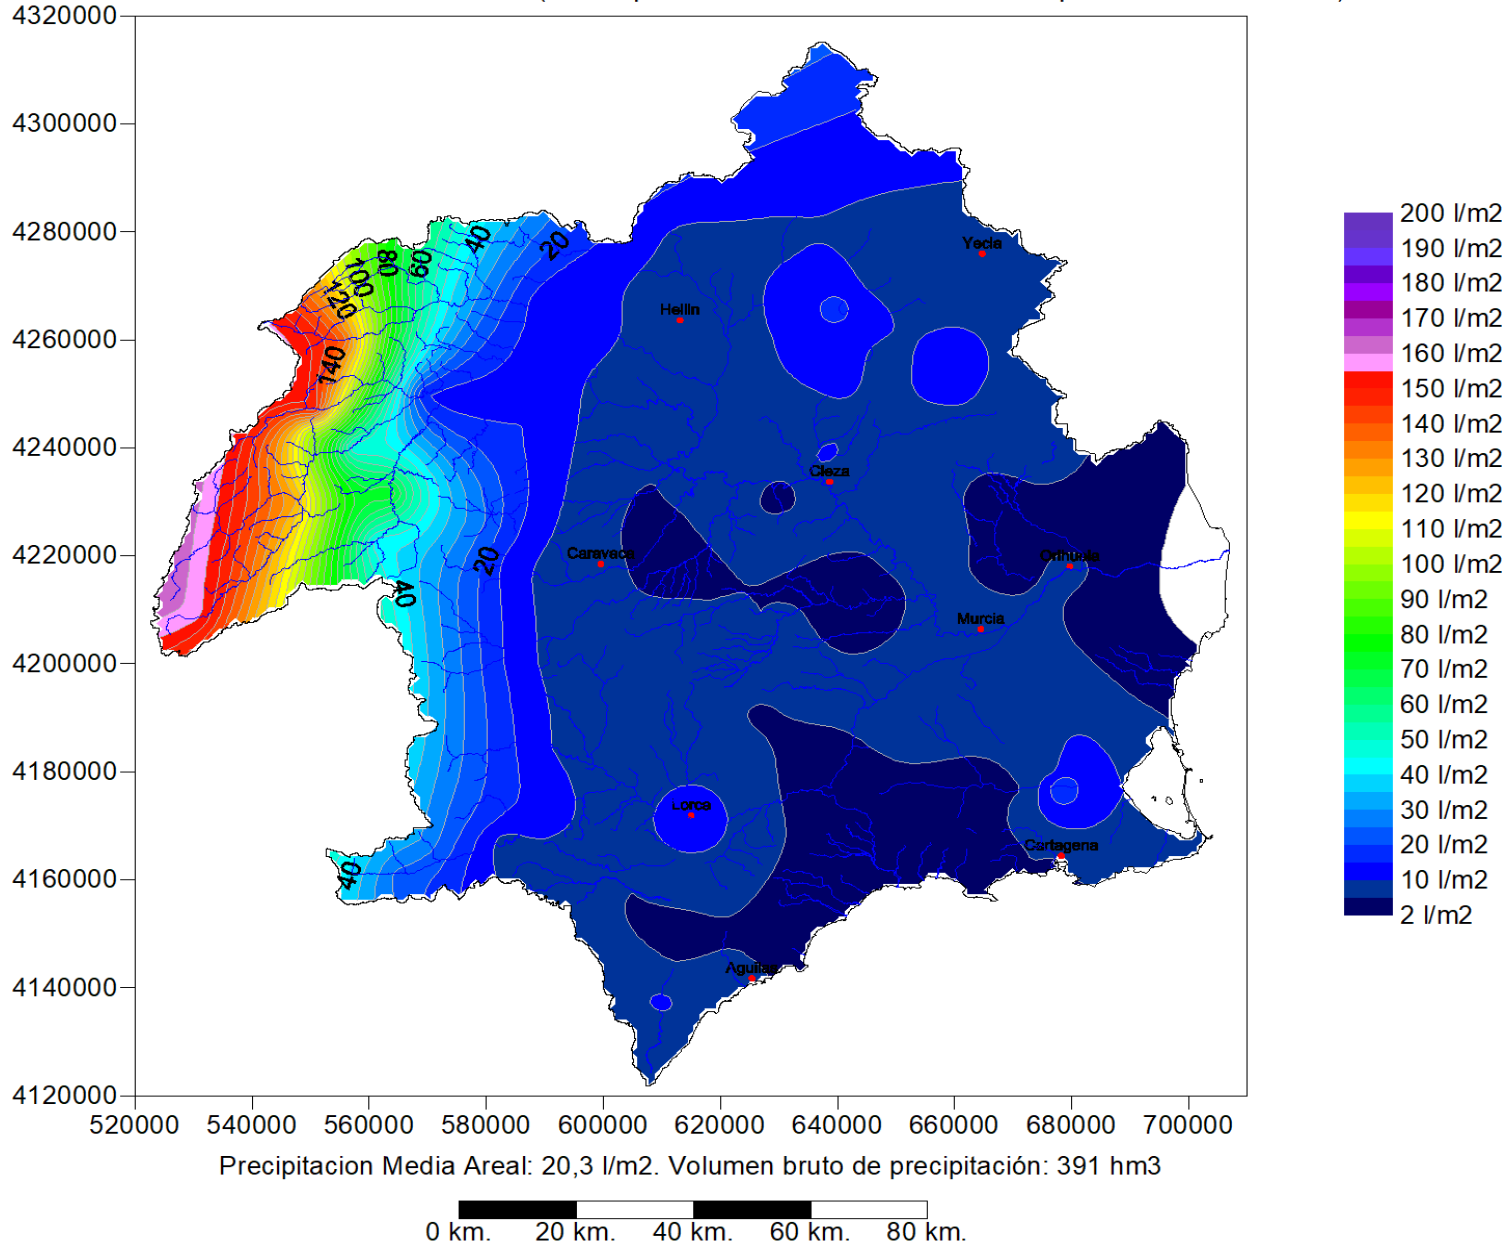 4320000
4300000
4280000
4260000
4240000
4220000
4200000
4180000
4160000
4140000
4120000
520000 540000 560000 580000 600000 620000 640000 660000 680000 700000
40
20
60
80
100
120
140
20
40
40
Yecla
Hellin
Cieza
Caravaca
Orihuela
Murcia
Lorca
Cartagena
Aguilas
200 l/m2
190 l/m2
180 l/m2
170 l/m2
160 l/m2
150 l/m2
140 l/m2
130 l/m2
120 l/m2
110 l/m2
100 l/m2
90 l/m2
80 l/m2
70 l/m2
60 l/m2
50 l/m2
40 l/m2
30 l/m2
20 l/m2
10 l/m2
2 l/m2
Precipitacion Media Areal: 20,3 l/m2. Volumen bruto de precipitación: 391 hm3
0 km. 20 km. 40 km. 60 km. 80 km.